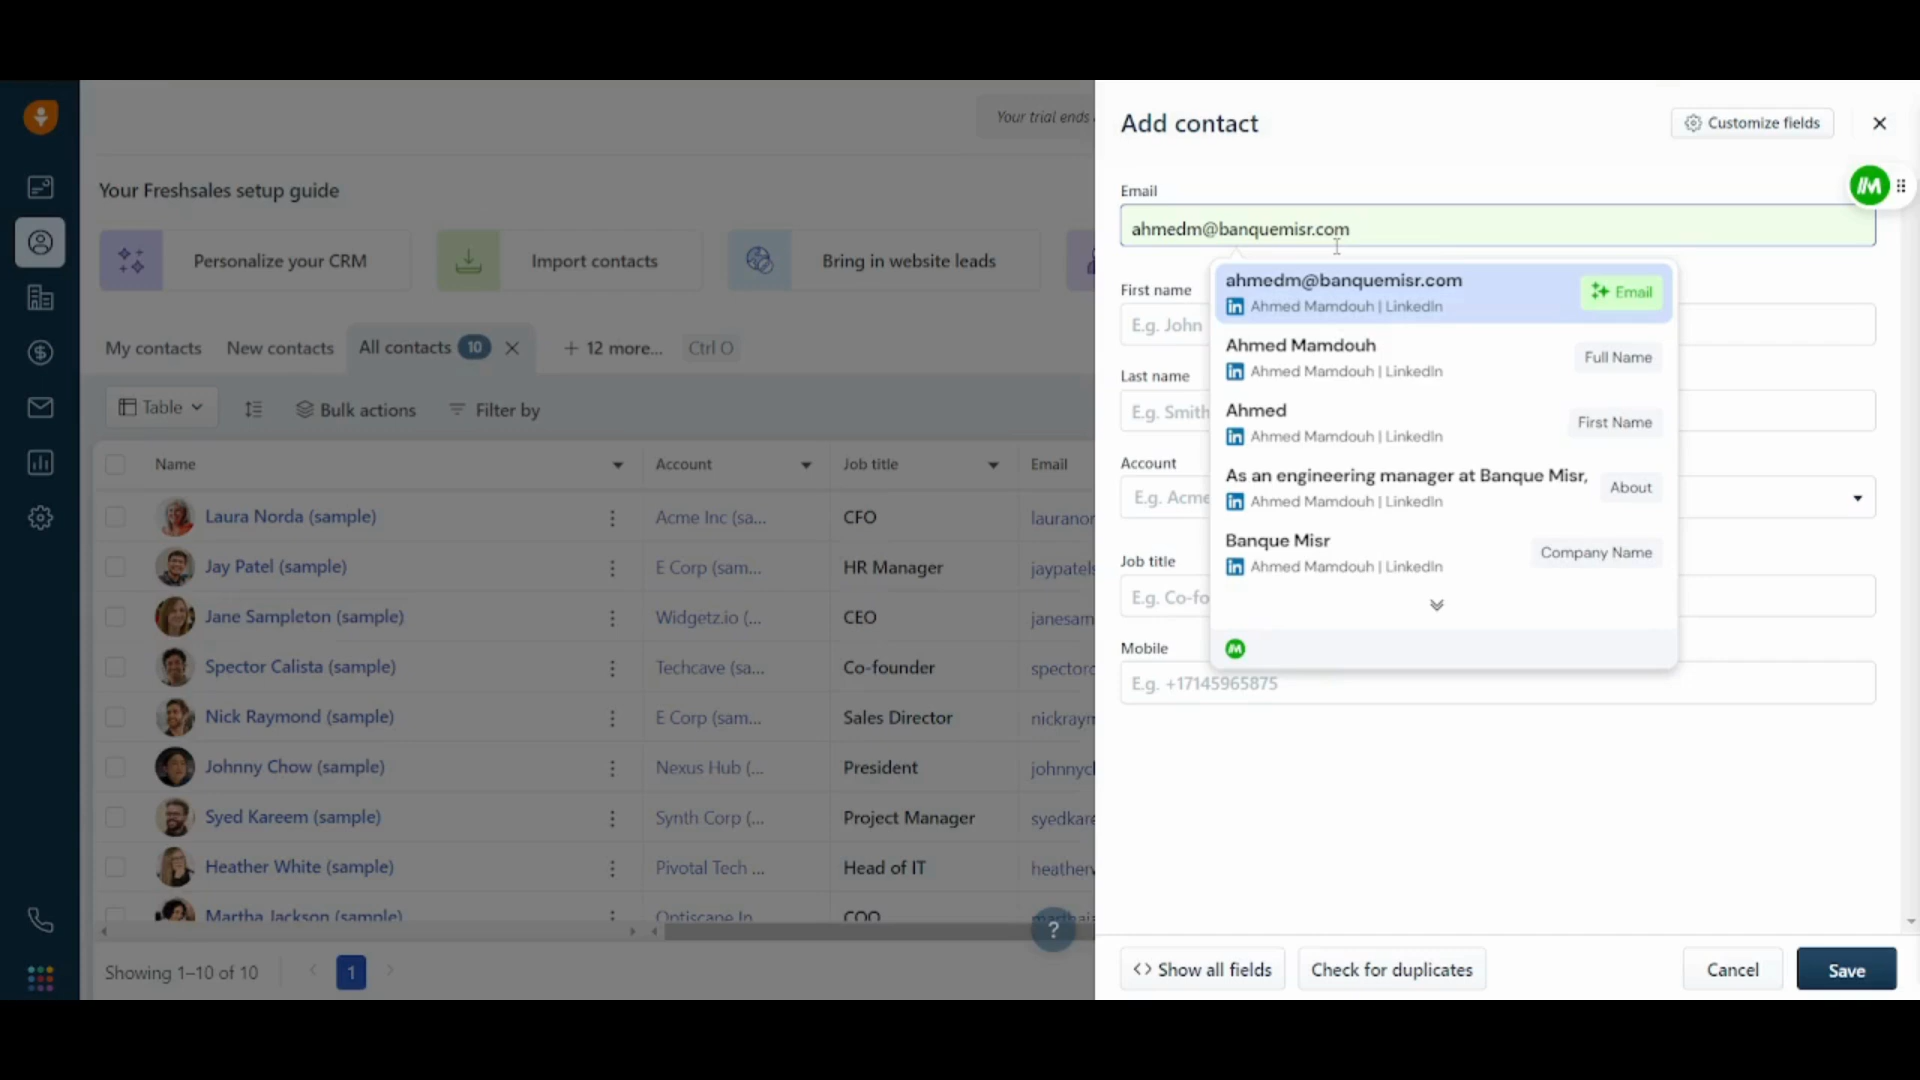 Your trial ends
Your Freshsales setup guide
Personalize your CRM
Import contacts
Bring in website leads
My contacts
New contacts
All contacts 10
+ 12 more...
Ctrl O
Table
Bulk actions
Filter by
Name Account Job title Email
Laura Norda (sample) Acme Inc (sa... CFO
Jay Patel (sample) E Corp (sam... HR Manager
Jane Sampleton (sample) Widgetz.io (... CEO
Spector Calista (sample) Techcave (sa... Co-founder
Nick Raymond (sample) E Corp (sam... Sales Director
Johnny Chow (sample) Nexus Hub (... President
Syed Kareem (sample) Synth Corp (... Project Manager
Heather White (sample) Pivotal Tech ... Head of IT
Martha Jackson (sample) COO
Showing 1–10 of 10
1
?
Add contact
Customize fields
Email
ahmedm@banquemisr.com
ahmedm@banquemisr.com
Ahmed Mamdouh | LinkedIn
Email
Ahmed Mamdouh
Ahmed Mamdouh | LinkedIn
Full Name
Ahmed
Ahmed Mamdouh | LinkedIn
First Name
As an engineering manager at Banque Misr,
Ahmed Mamdouh | LinkedIn
About
Banque Misr
Ahmed Mamdouh | LinkedIn
Company Name
First name
E.g. John
Last name
E.g. Smith
Account
E.g. Acme
Job title
E.g. Co-fo
Mobile
E.g. +17145965875
Show all fields
Check for duplicates
Cancel
Save